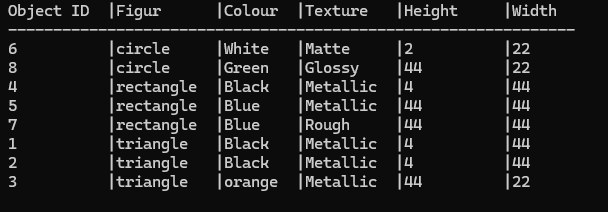 Object ID  |Figur      |Colour  |Texture   |Height     |Width
---------------------------------------------------------------
6          |circle     |White   |Matte     |2          |22
8          |circle     |Green   |Glossy    |44         |22
4          |rectangle  |Black   |Metallic  |4          |44
5          |rectangle  |Blue    |Metallic  |44         |44
7          |rectangle  |Blue    |Rough     |44         |44
1          |triangle   |Black   |Metallic  |4          |44
2          |triangle   |Black   |Metallic  |4          |44
3          |triangle   |orange  |Metallic  |44         |22